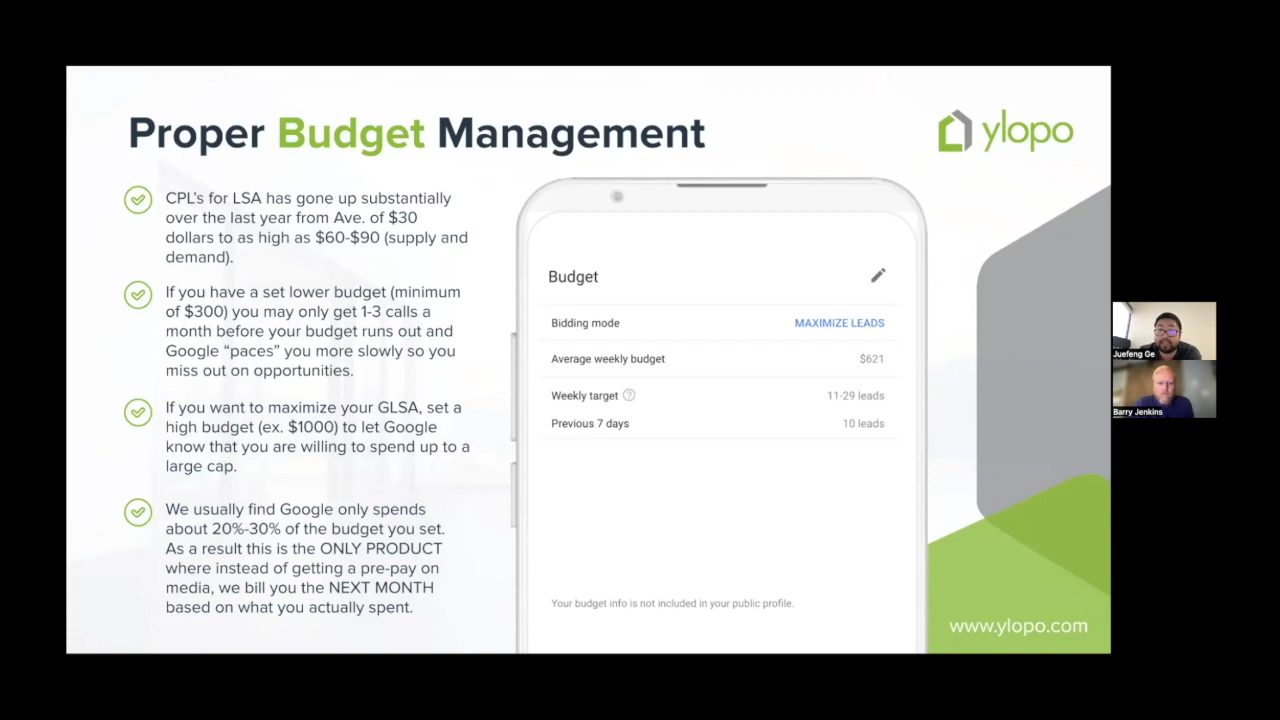 Proper Budget Management
ylopo
CPL's for LSA has gone up substantially
over the last year from Ave. of $30
dollars to as high as $60-$90 (supply and
demand).
If you have a set lower budget (minimum
of $300) you may only get 1-3 calls a
month before your budget runs out and
Google “paces” you more slowly so you
miss out on opportunities.
If you want to maximize your GLSA, set a
high budget (ex. $1000) to let Google
know that you are willing to spend up to a
large cap.
We usually find Google only spends
about 20%-30% of the budget you set.
As a result this is the ONLY PRODUCT
where instead of getting a pre-pay on
media, we bill you the NEXT MONTH
based on what you actually spent.
Budget
Bidding mode MAXIMIZE LEADS
Average weekly budget $621
Weekly target ? 11-29 leads
Previous 7 days 10 leads
Your budget info is not included in your public profile.
www.ylopo.com
Juefeng Ge
Barry Jenkins